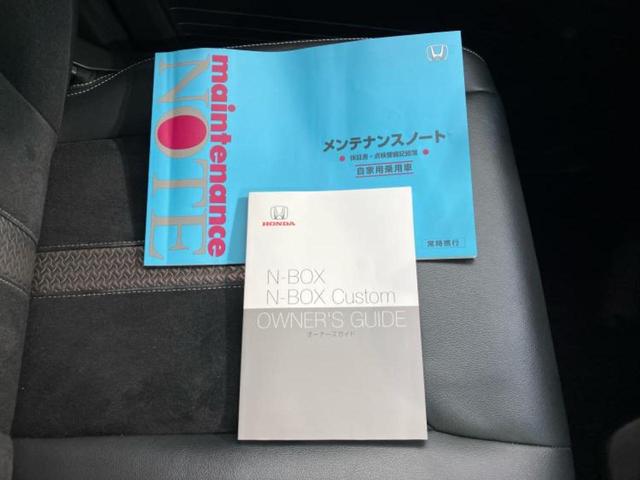 maintenance
NOTE
メンテナンスノート
保証書・点検整備記録簿
自家用乗用車
常時携行
HONDA
N-BOX
N-BOX Custom
OWNER'S GUIDE
オーナーズガイド